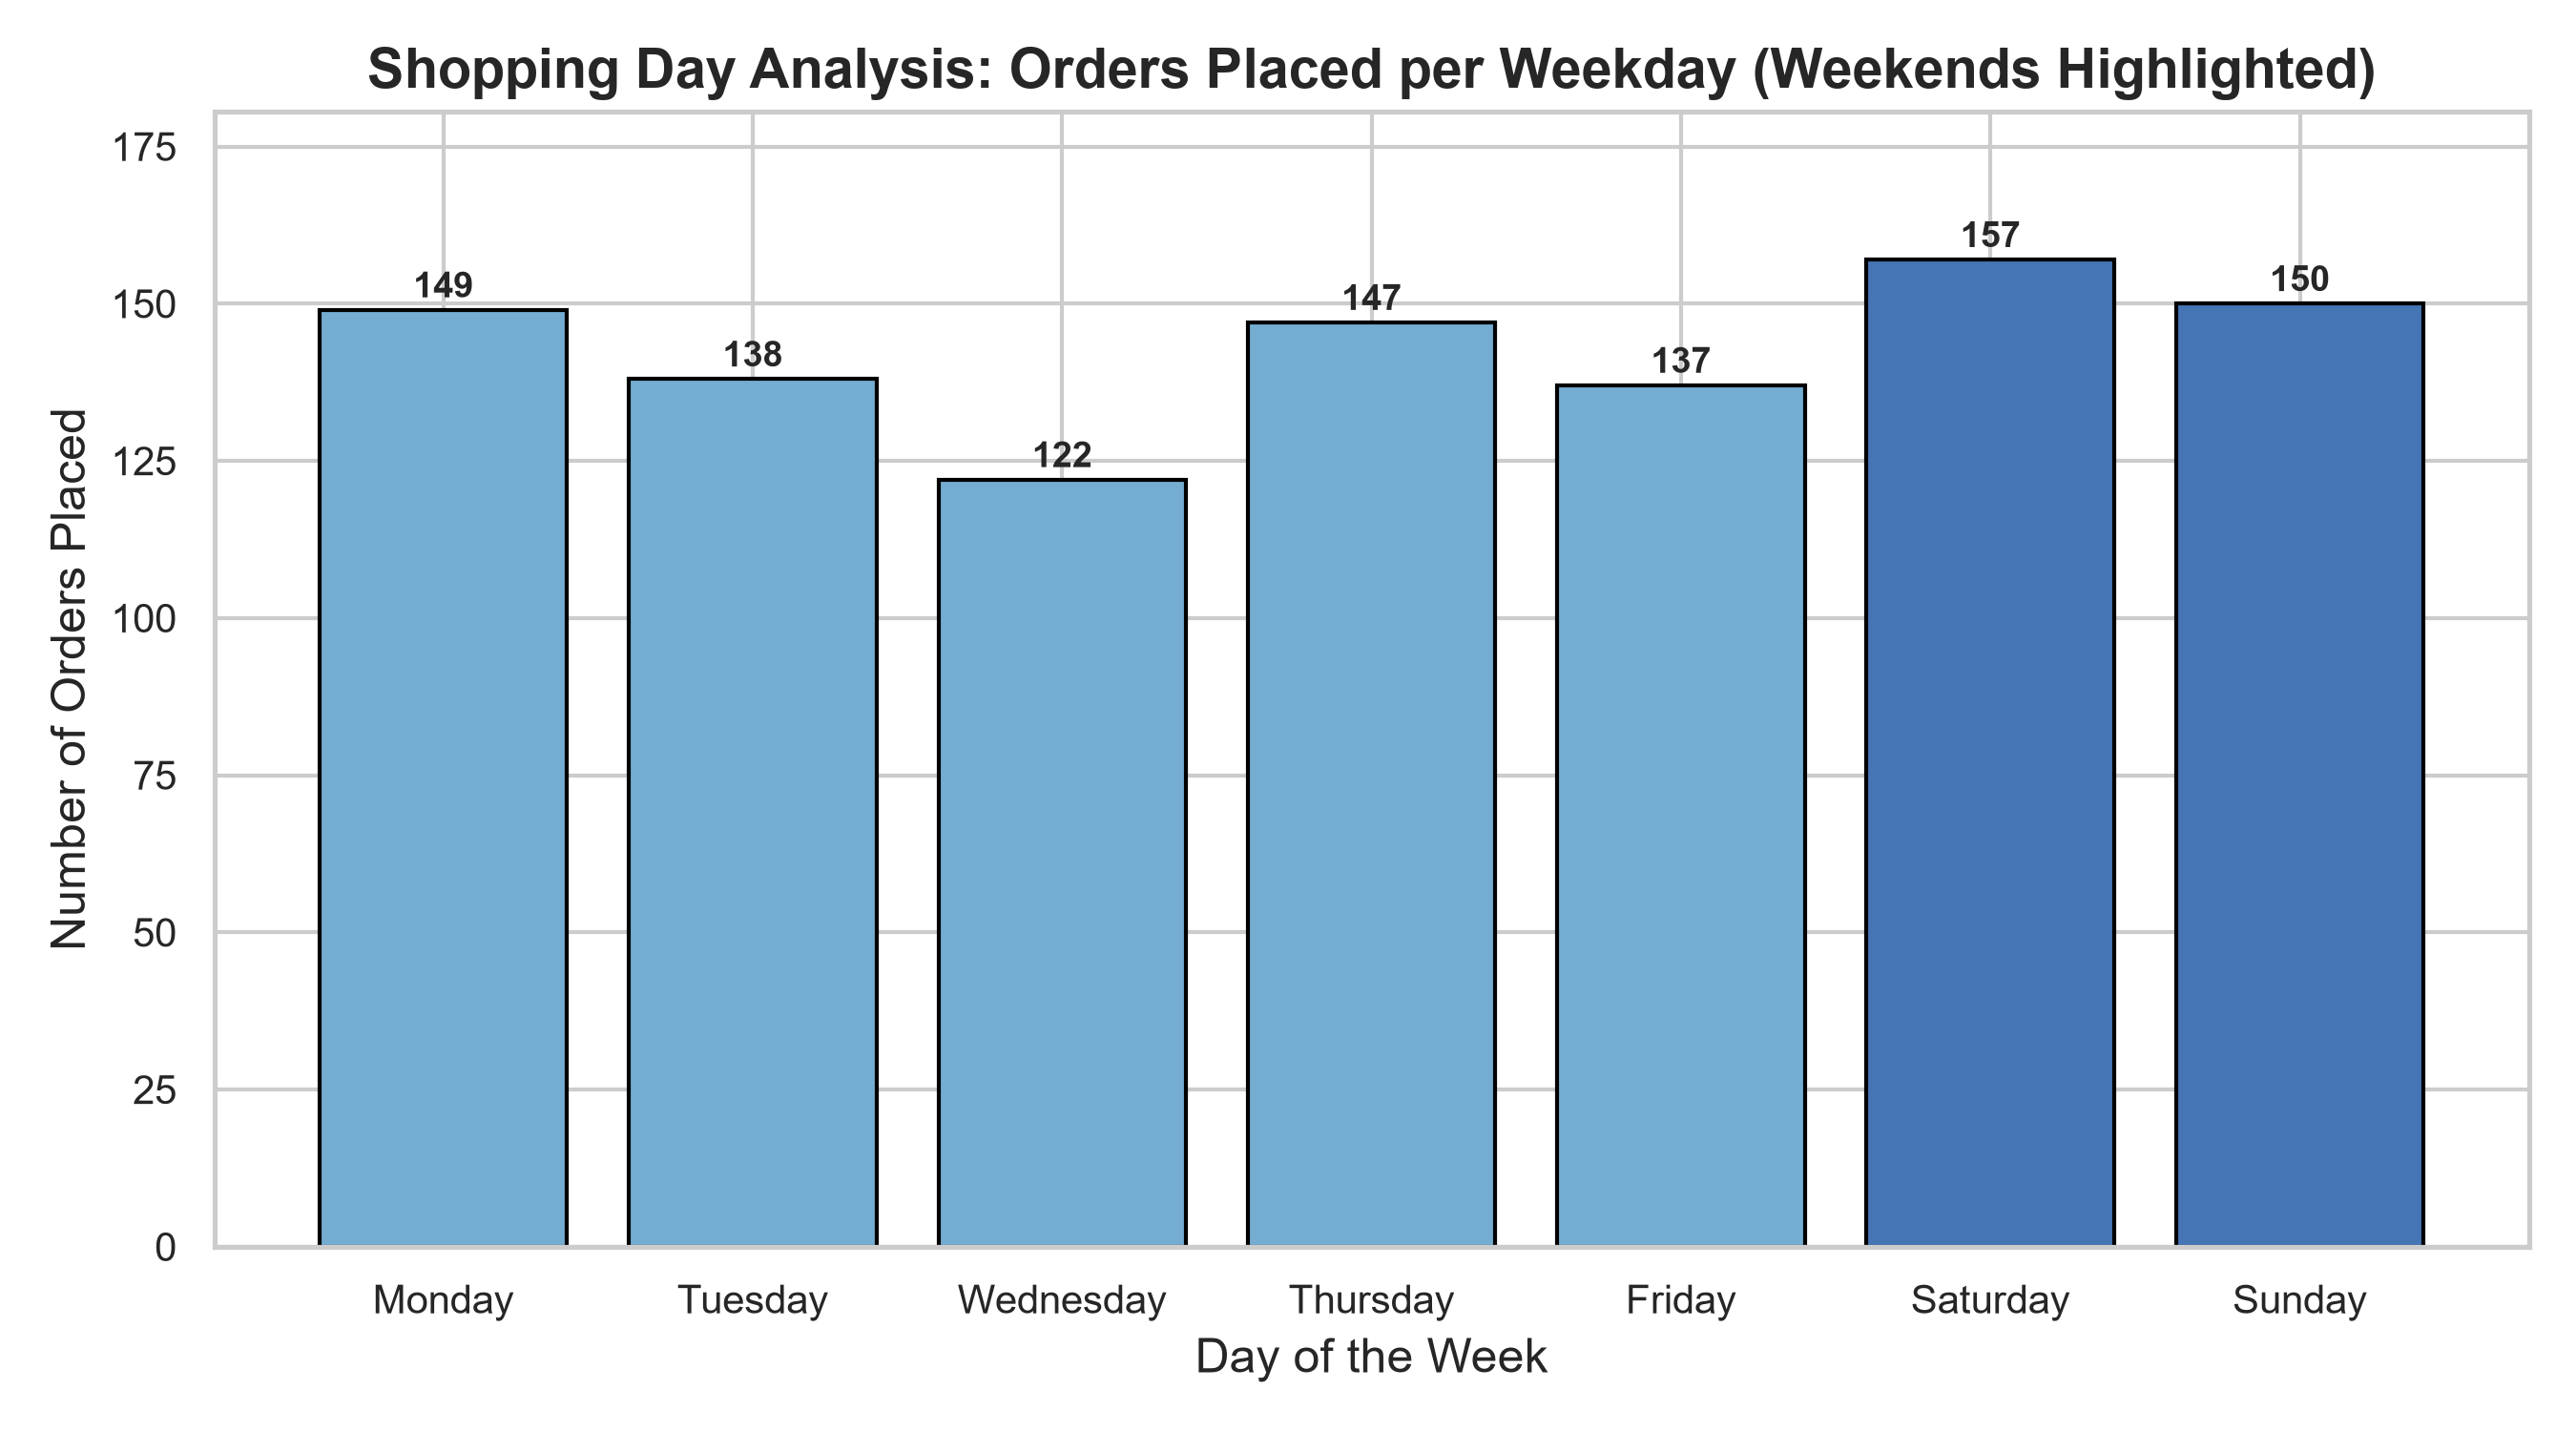 Shopping Day Analysis: Orders Placed per Weekday (Weekends Highlighted)
Number of Orders Placed
175
150
125
100
75
50
25
0
149
138
122
147
137
157
150
Monday
Tuesday
Wednesday
Thursday
Friday
Saturday
Sunday
Day of the Week